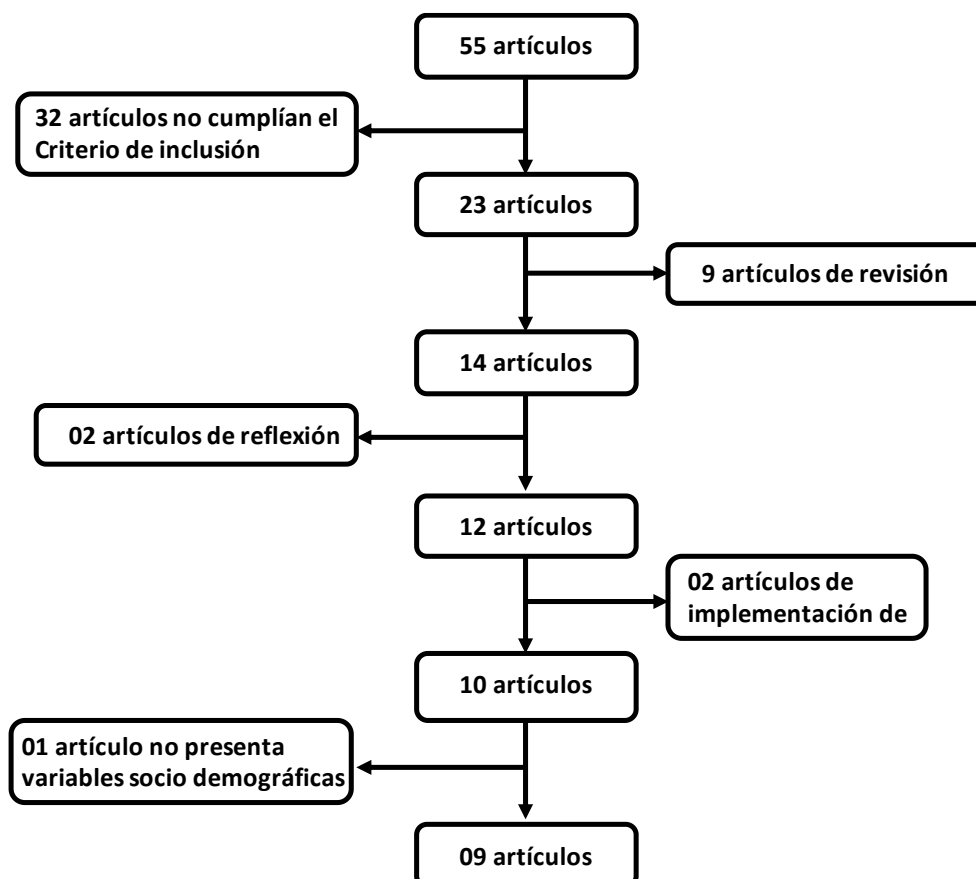 55 artículos
32 artículos no cumplían el
Criterio de inclusión
23 artículos
9 artículos de revisión
14 artículos
02 artículos de reflexión
12 artículos
02 artículos de
implementación de
10 artículos
01 artículo no presenta
variables socio demográficas
09 artículos